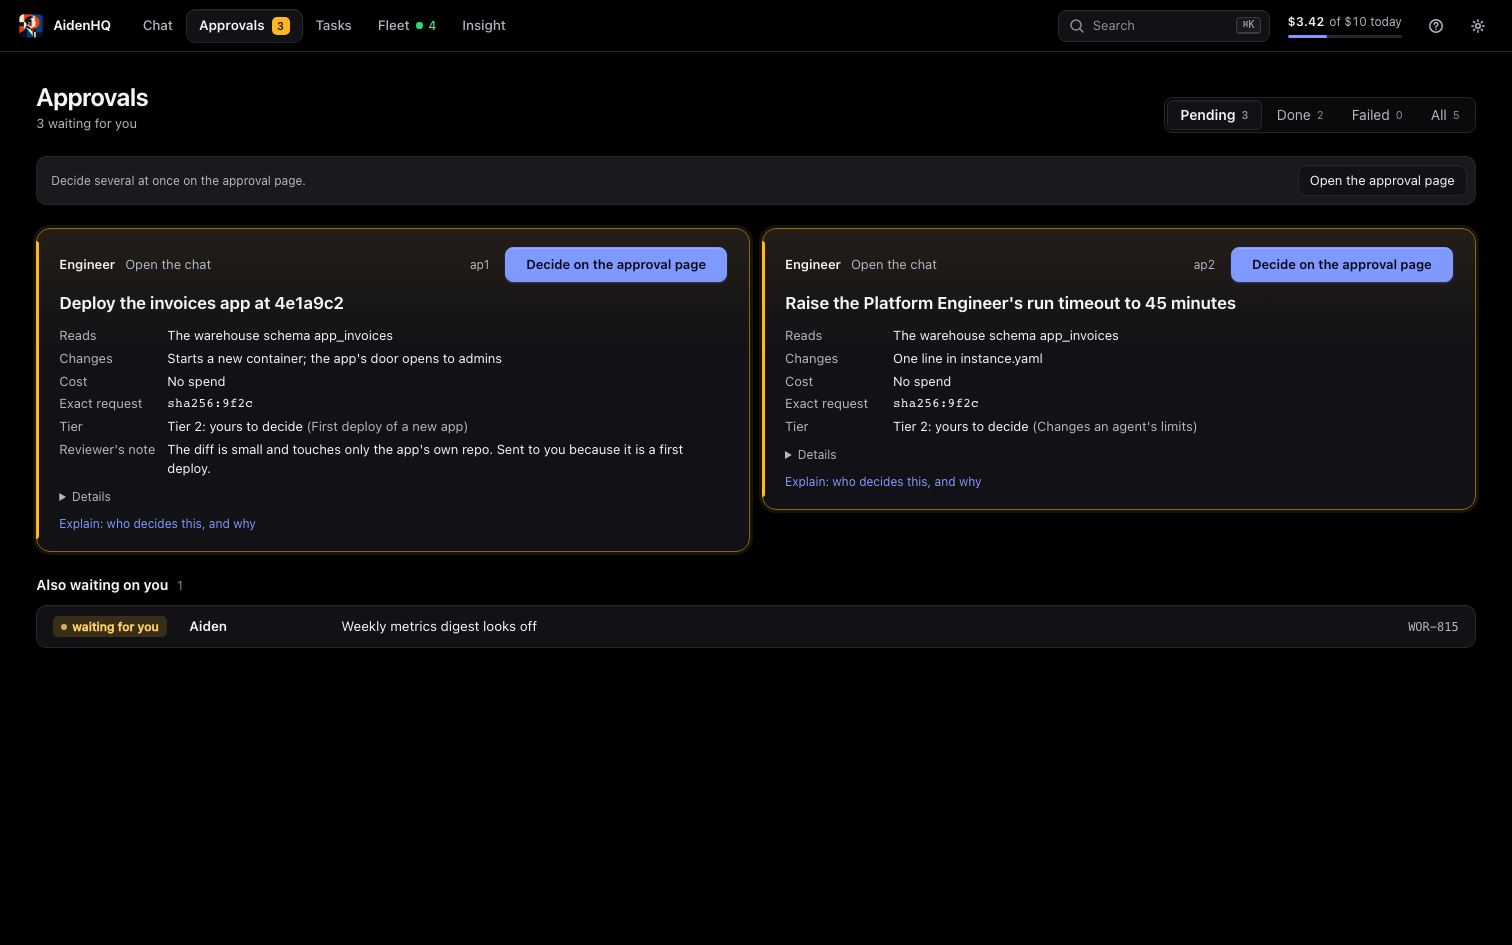 AidenHQ
Chat
Approvals 3
Tasks
Fleet 4
Insight
Search
⌘K
$3.42 of $10 today
Approvals
3 waiting for you
Pending 3
Done 2
Failed 0
All 5
Decide several at once on the approval page.
Open the approval page
Engineer Open the chat
ap1
Decide on the approval page
Deploy the invoices app at 4e1a9c2
Reads The warehouse schema app_invoices
Changes Starts a new container; the app's door opens to admins
Cost No spend
Exact request sha256:9f2c
Tier Tier 2: yours to decide (First deploy of a new app)
Reviewer's note The diff is small and touches only the app's own repo. Sent to you because it is a first
deploy.
Details
Explain: who decides this, and why
Engineer Open the chat
ap2
Decide on the approval page
Raise the Platform Engineer's run timeout to 45 minutes
Reads The warehouse schema app_invoices
Changes One line in instance.yaml
Cost No spend
Exact request sha256:9f2c
Tier Tier 2: yours to decide (Changes an agent's limits)
Details
Explain: who decides this, and why
Also waiting on you 1
waiting for you
Aiden
Weekly metrics digest looks off
WOR-815